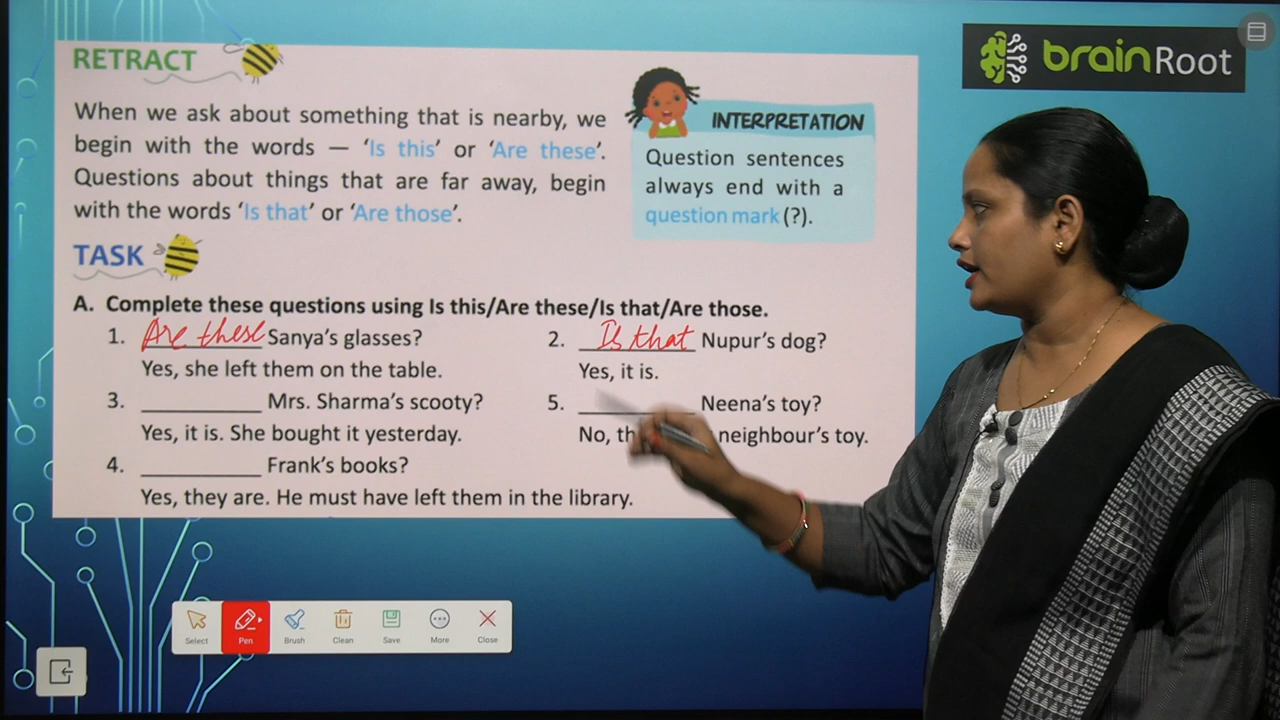 RETRACT
When we ask about something that is nearby, we
begin with the words — ‘Is this’ or ‘Are these’.
Questions about things that are far away, begin
with the words ‘Is that’ or ‘Are those’.
INTERPRETATION
Question sentences
always end with a
question mark (?).
brainRoot
TASK
A. Complete these questions using Is this/Are these/Is that/Are those.
1. Are these Sanya’s glasses?
Yes, she left them on the table.
2. Is that Nupur’s dog?
Yes, it is.
3. __________ Mrs. Sharma’s scooty?
Yes, it is. She bought it yesterday.
5. __________ Neena’s toy?
No, neighbour’s toy.
4. __________ Frank’s books?
Yes, they are. He must have left them in the library.
Select Pen Brush Clean Save More Close